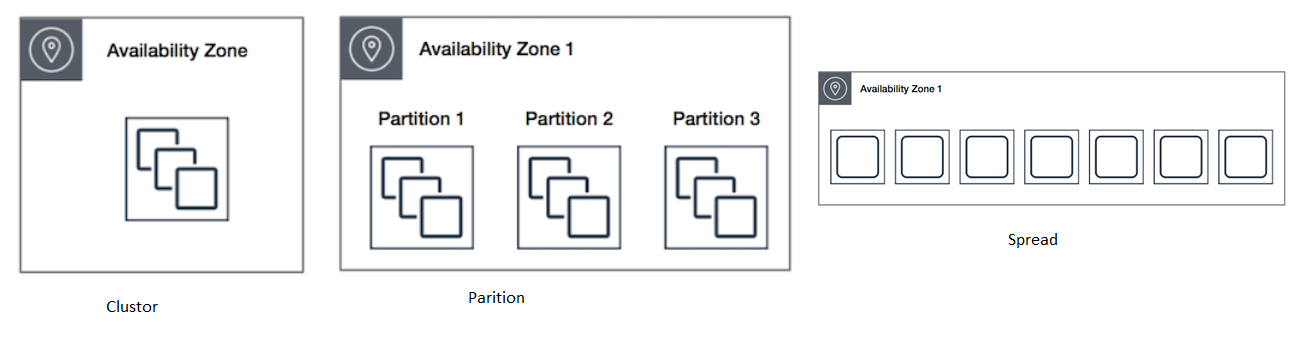 Availability Zone
Clustor
Availability Zone 1
Partition 1
Partition 2
Partition 3
Parition
Availability Zone 1
Spread